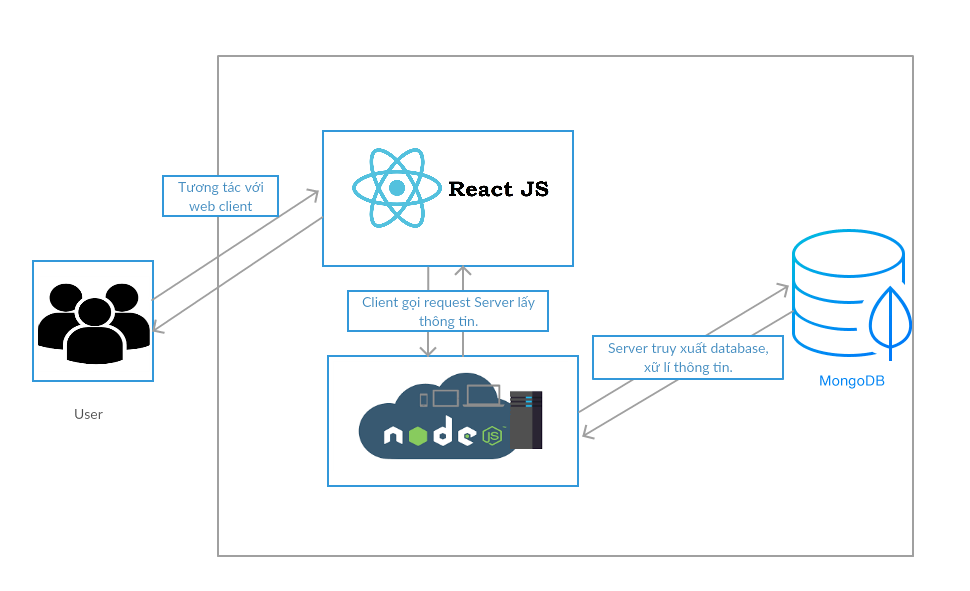 React JS
Tương tác với
web client
Client gọi request Server lấy
thông tin.
Server truy xuất database,
xữ lí thông tin.
MongoDB
User
node
JS